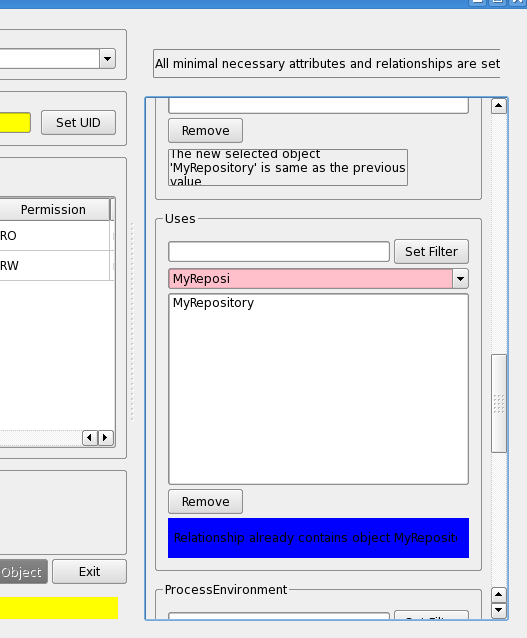 All minimal necessary attributes and relationships are set
Set UID
Remove
The new selected object
'MyRepository' is same as the previous
value
Permission
RO
RW
Uses
Set Filter
MyReposi
MyRepository
Remove
Relationship already contains object MyRepositi
Object
Exit
ProcessEnvironment
Set Filter